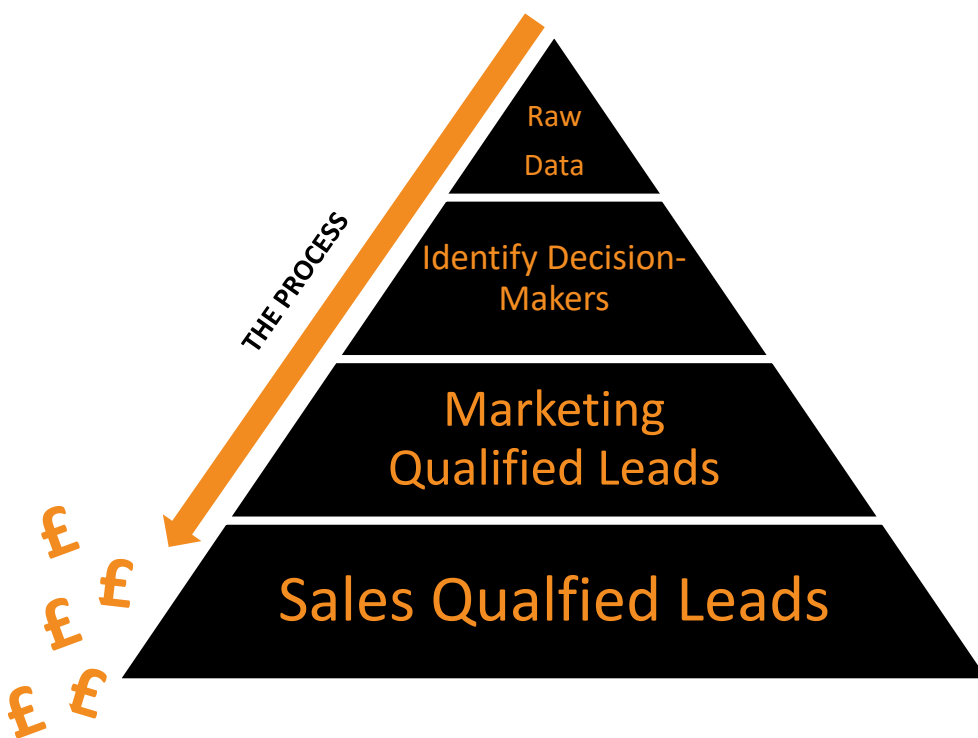 Raw
Data
THE PROCESS
Identify Decision-
Makers
Marketing
Qualified Leads
Sales Qualfied Leads
£
£
£
£
£